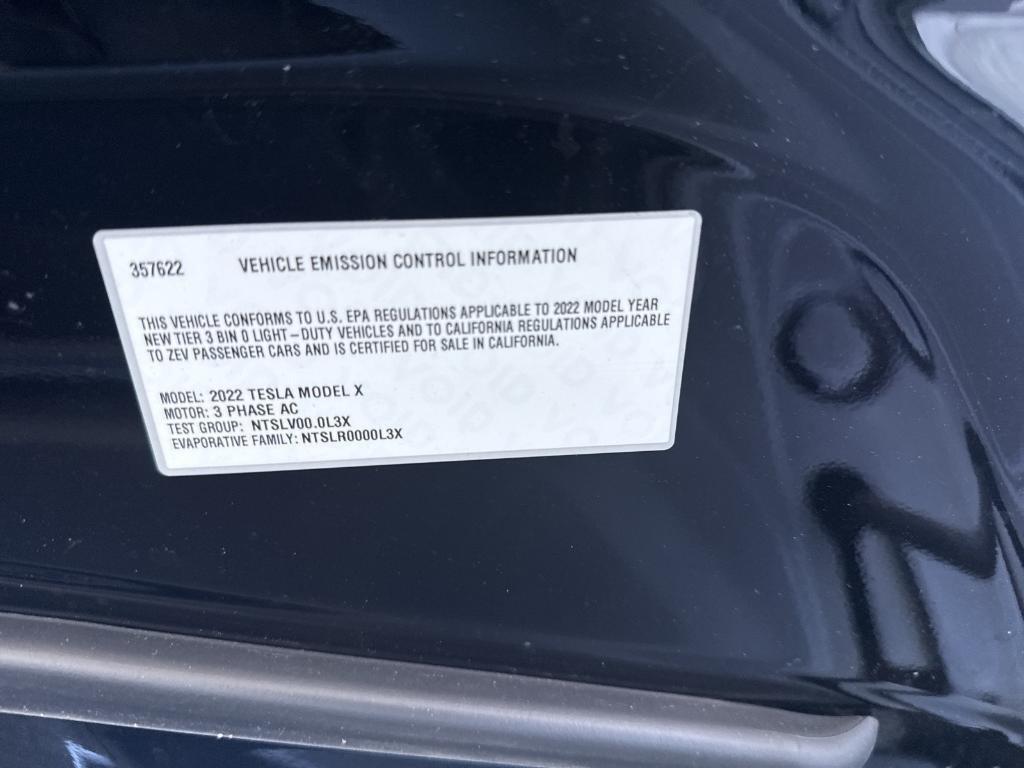 357622 VEHICLE EMISSION CONTROL INFORMATION
THIS VEHICLE CONFORMS TO U.S. EPA REGULATIONS APPLICABLE TO 2022 MODEL YEAR
NEW TIER 3 BIN 0 LIGHT-DUTY VEHICLES AND TO CALIFORNIA REGULATIONS APPLICABLE
TO ZEV PASSENGER CARS AND IS CERTIFIED FOR SALE IN CALIFORNIA.
MODEL: 2022 TESLA MODEL X
MOTOR: 3 PHASE AC
TEST GROUP: NTSLV00.0L3X
EVAPORATIVE FAMILY: NTSLR0000L3X